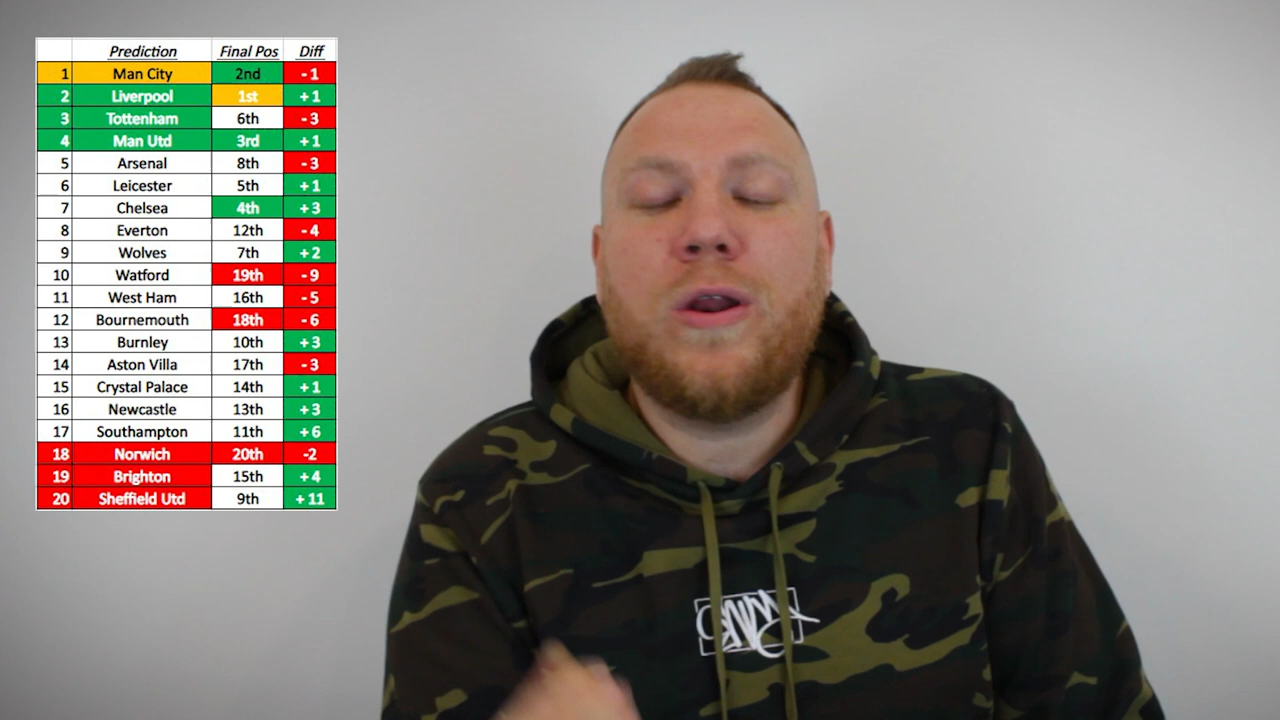 Prediction Final Pos Diff
1 Man City 2nd - 1
2 Liverpool 1st + 1
3 Tottenham 6th - 3
4 Man Utd 3rd + 1
5 Arsenal 8th - 3
6 Leicester 5th + 1
7 Chelsea 4th + 3
8 Everton 12th - 4
9 Wolves 7th + 2
10 Watford 19th - 9
11 West Ham 16th - 5
12 Bournemouth 18th - 6
13 Burnley 10th + 3
14 Aston Villa 17th - 3
15 Crystal Palace 14th + 1
16 Newcastle 13th + 3
17 Southampton 11th + 6
18 Norwich 20th -2
19 Brighton 15th + 4
20 Sheffield Utd 9th + 11